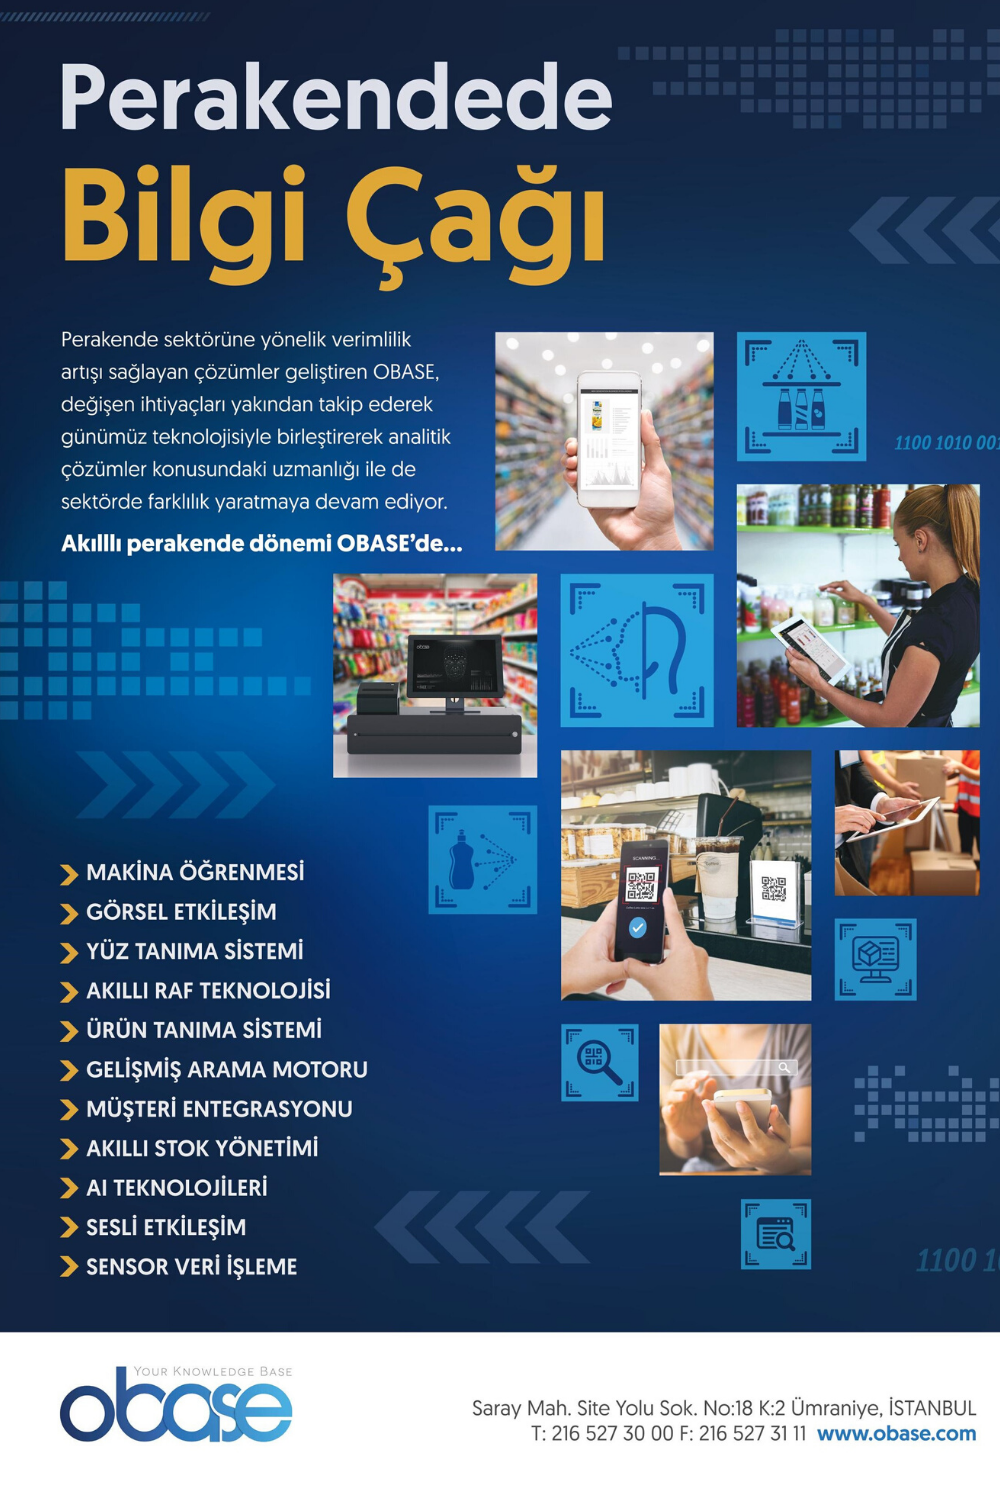 Perakendede
Bilgi Çağı
Perakende sektörüne yönelik verimlilik
artışı sağlayan çözümler geliştiren OBASE,
değişen ihtiyaçları yakından takip ederek
günümüz teknolojisiyle birleştirerek analitik
çözümler konusundaki uzmanlığı ile de
sektörde farklılık yaratmaya devam ediyor.
Akılllı perakende dönemi OBASE'de...
1100 1010 001
obase
SCANNING...
MAKİNA ÖĞRENMESİ
GÖRSEL ETKİLEŞİM
YÜZ TANIMA SİSTEMİ
AKILLI RAF TEKNOLOJİSİ
ÜRÜN TANIMA SİSTEMİ
GELİŞMİŞ ARAMA MOTORU
MÜŞTERİ ENTEGRASYONU
AKILLI STOK YÖNETİMİ
AI TEKNOLOJİLERİ
SESLİ ETKİLEŞİM
SENSOR VERİ İŞLEME
1100 1
YOUR KNOWLEDGE BASE
obase
Saray Mah. Site Yolu Sok. No:18 K:2 Ümraniye, İSTANBUL
T: 216 527 30 00 F: 216 527 31 11 www.obase.com